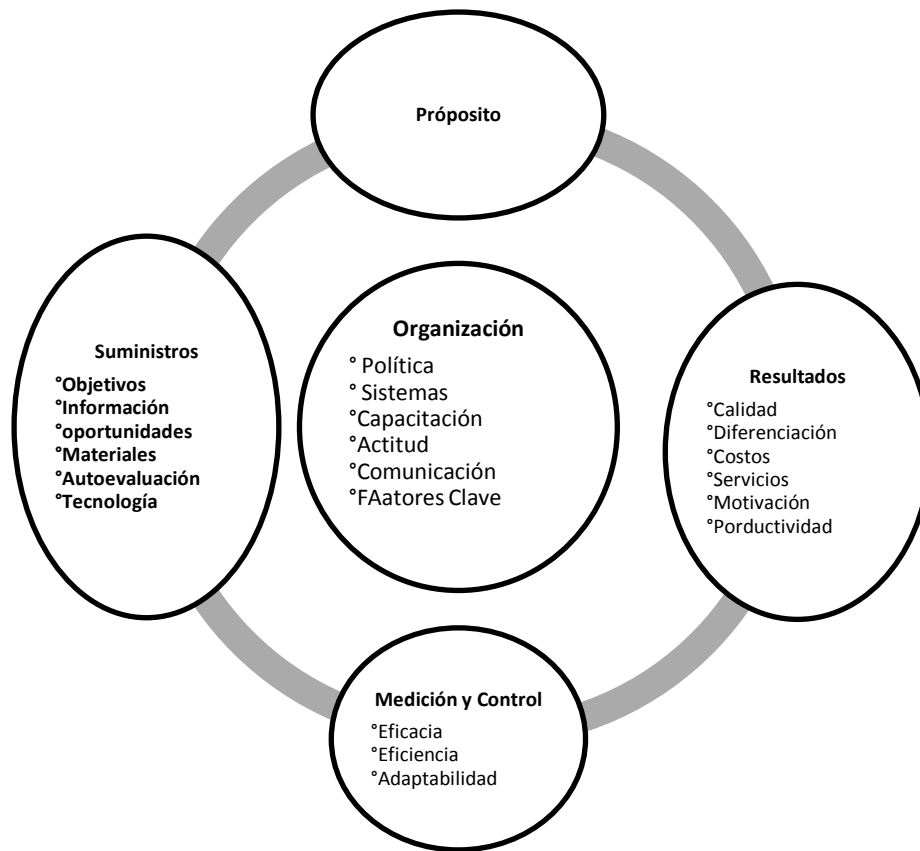 Próposito
Suministros
°Objetivos
°Información
°oportunidades
°Materiales
°Autoevaluación
°Tecnología
Organización
° Política
° Sistemas
°Capacitación
°Actitud
°Comunicación
°FAatores Clave
Resultados
°Calidad
°Diferenciación
°Costos
°Servicios
°Motivación
°Porductividad
Medición y Control
°Eficacia
°Eficiencia
°Adaptabilidad